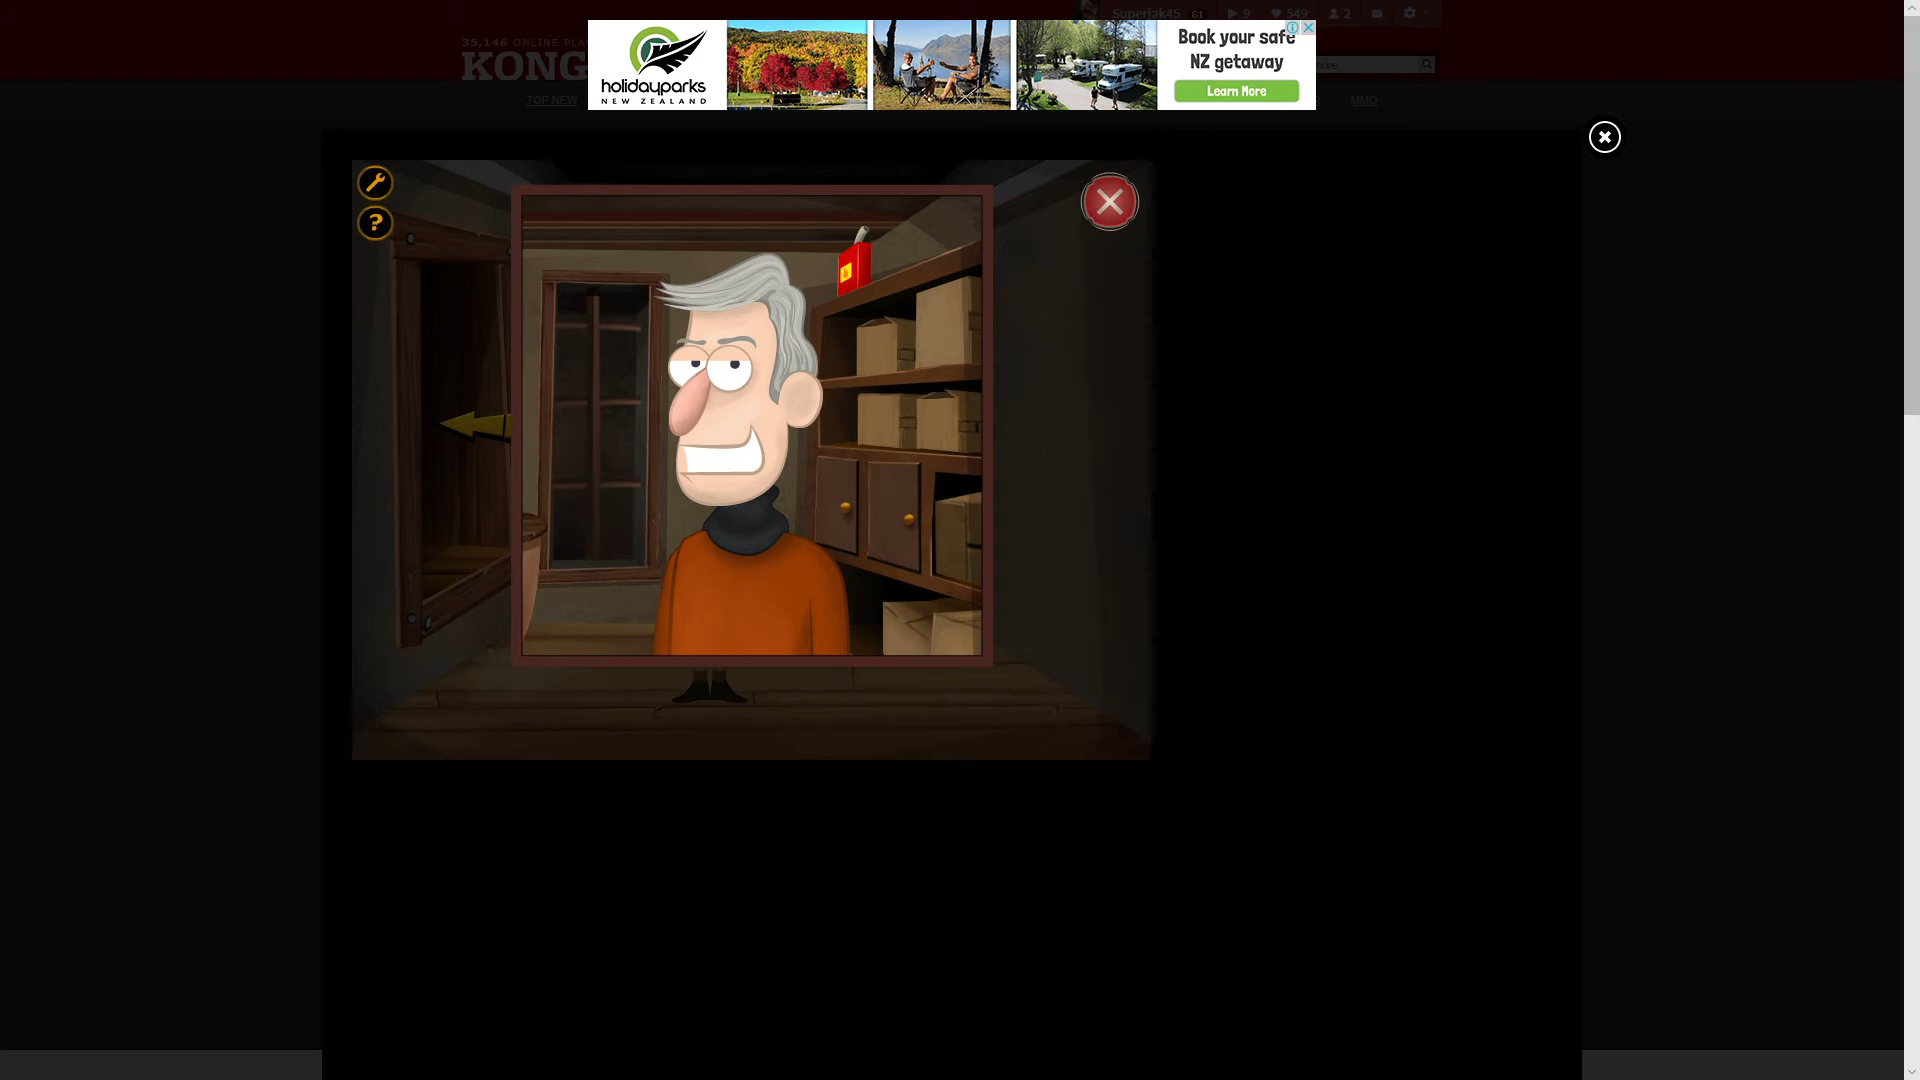 Superjak45 61 9 549 2
35,146 ONLINE PLA
KONG
holidayparks
NEW ZEALAND
Book your safe
NZ getaway
Learn More
more
TOP NEW
MMO
?